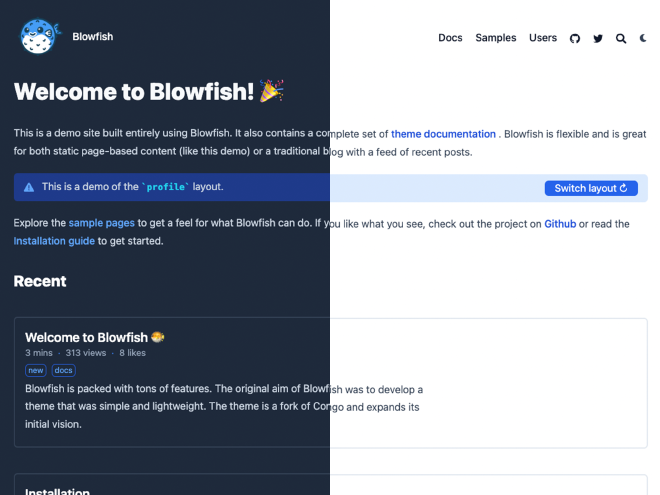 Blowfish
Docs Samples Users
Welcome to Blowfish! 🎉
This is a demo site built entirely using Blowfish. It also contains a complete set of theme documentation . Blowfish is flexible and is great
for both static page-based content (like this demo) or a traditional blog with a feed of recent posts.
This is a demo of the `profile` layout.
Switch layout
Explore the sample pages to get a feel for what Blowfish can do. If you like what you see, check out the project on Github or read the
Installation guide to get started.
Recent
Welcome to Blowfish 🐡
3 mins · 313 views · 8 likes
new docs
Blowfish is packed with tons of features. The original aim of Blowfish was to develop a
theme that was simple and lightweight. The theme is a fork of Congo and expands its
initial vision.
Installation